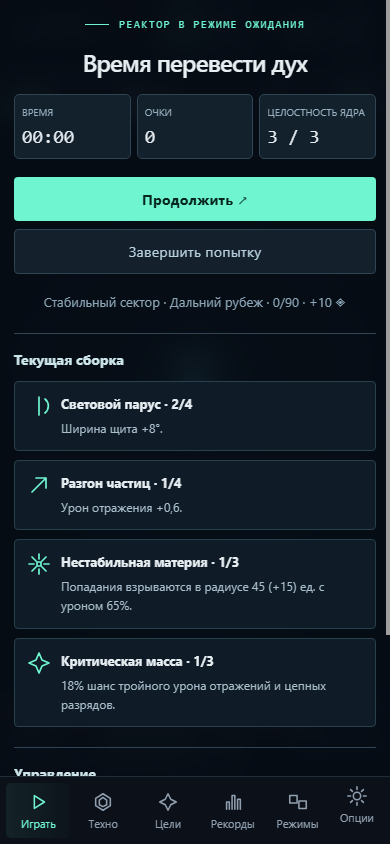 РЕАКТОР В РЕЖИМЕ ОЖИДАНИЯ
Время перевести дух
ВРЕМЯ
00:00
ОЧКИ
0
ЦЕЛОСТНОСТЬ ЯДРА
3 / 3
Продолжить ↗
Завершить попытку
Стабильный сектор · Дальний рубеж · 0/90 · +10 ◈
Текущая сборка
Световой парус · 2/4
Ширина щита +8°.
Разгон частиц · 1/4
Урон отражения +0,6.
Нестабильная материя · 1/3
Попадания взрываются в радиусе 45 (+15) ед. с
уроном 65%.
Критическая масса · 1/3
18% шанс тройного урона отражений и цепных
разрядов.
Управление
Играть
Техно
Цели
Рекорды
Режимы
Опции